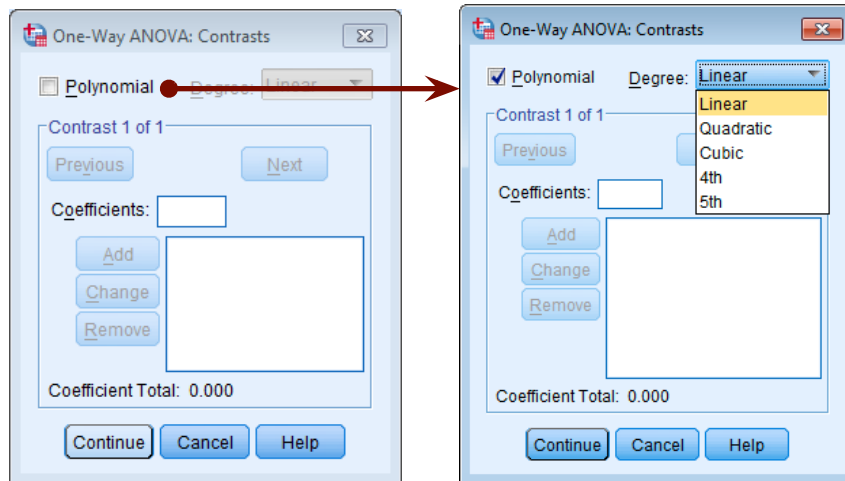 One-Way ANOVA: Contrasts
Polynomial Degree: Linear
Contrast 1 of 1
Previous Next
Coefficients:
Add
Change
Remove
Coefficient Total: 0.000
Continue Cancel Help
One-Way ANOVA: Contrasts
Polynomial Degree: Linear
Linear
Quadratic
Cubic
4th
5th
Contrast 1 of 1
Previous
Coefficients:
Add
Change
Remove
Coefficient Total: 0.000
Continue Cancel Help